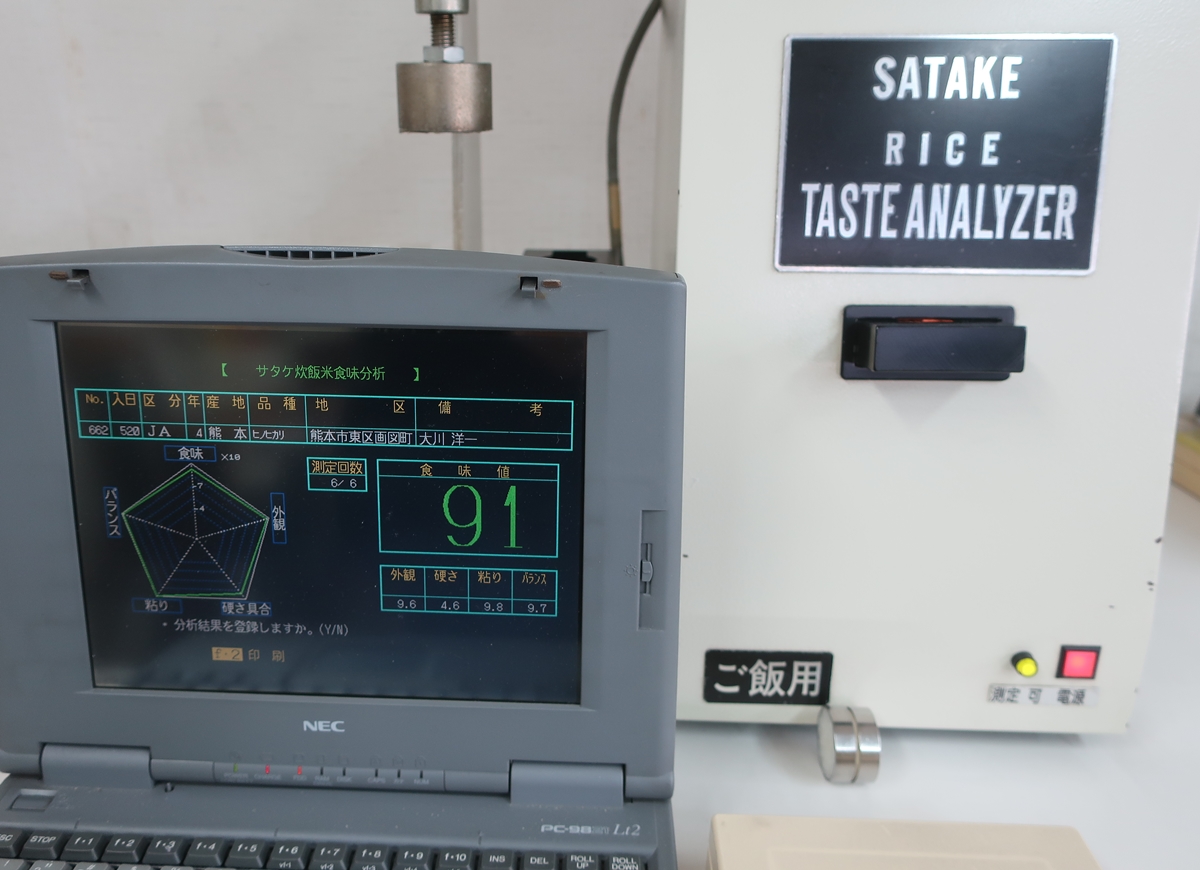 SATAKE
RICE
TASTE ANALYZER
【 サタケ炊飯米食味分析 】
No. 入日 区分 年 産地 品種 地区 備考
662 520 JA 4 熊本 ヒノヒカリ 熊本市東区画図町 大川 洋一
食味 X10
7
4
バランス
外観
粘り
硬さ具合
測定回数
6/ 6
食味値
91
外観 硬さ 粘り バランス
9.6 4.6 9.8 9.7
・ 分析結果を登録しますか。(Y/N)
f・2 印刷
NEC
ご飯用
測定 可 電源
PC-9821 Lt2
STOP f・1 f・2 f・3 f・4 f・5 f・6 f・7 f・8 f・9 f・10 INS DEL ROLL UP ROLL DOWN